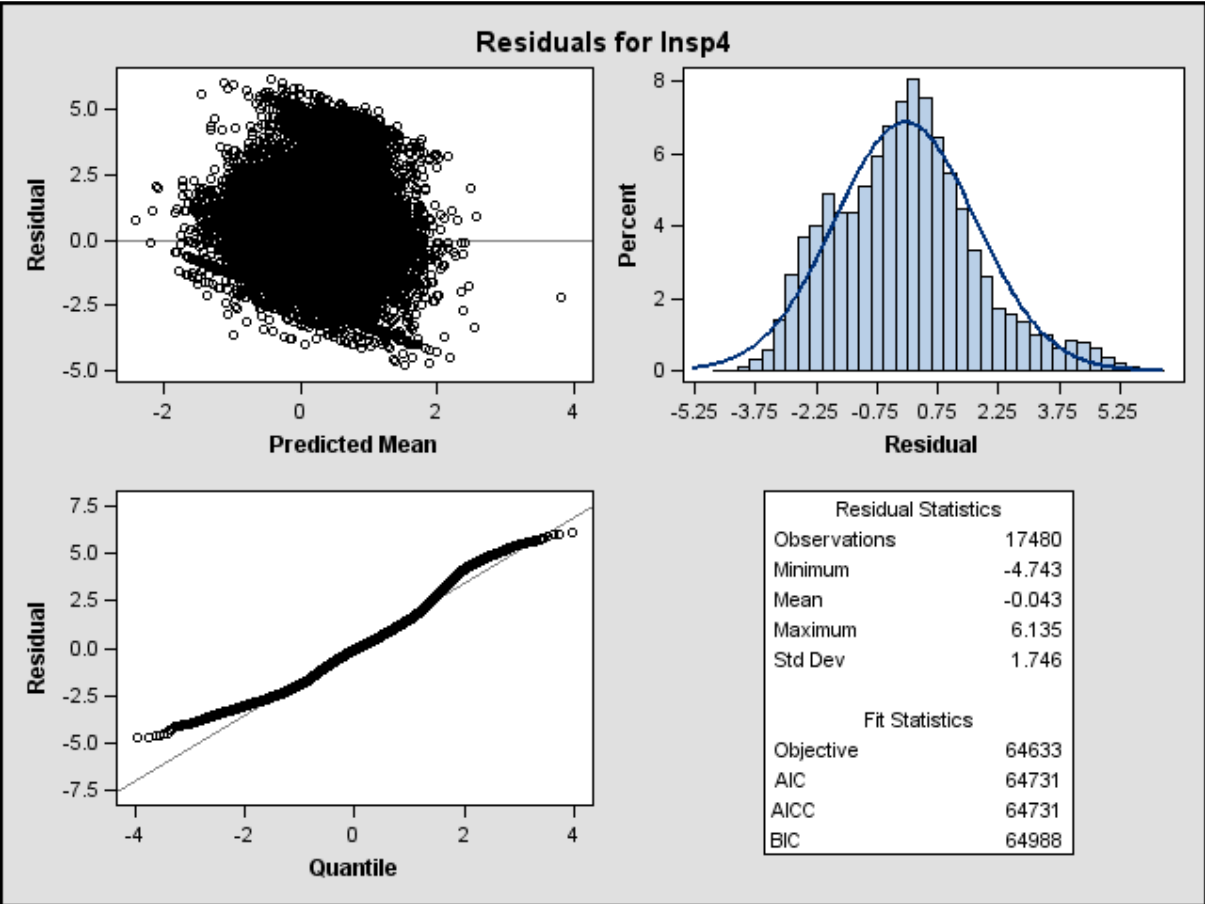 Residuals for lnsp4
5.0
2.5
0.0
-2.5
-5.0
Residual
-2 0 2 4
Predicted Mean
8
6
4
2
0
Percent
-5.25 -3.75 -2.25 -0.75 0.75 2.25 3.75 5.25
Residual
7.5
5.0
2.5
0.0
-2.5
-5.0
-7.5
Residual
-4 -2 0 2 4
Quantile
Residual Statistics
Observations 17480
Minimum -4.743
Mean -0.043
Maximum 6.135
Std Dev 1.746
Fit Statistics
Objective 64633
AIC 64731
AICC 64731
BIC 64988